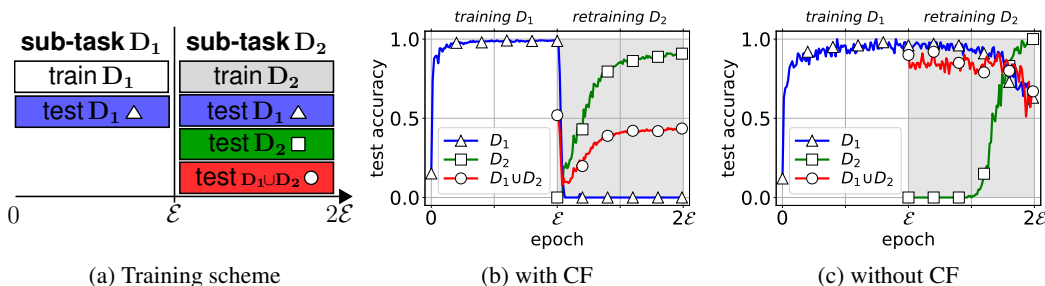 sub-task D₁
sub-task D₂
train D₁
train D₂
test D₁
test D₁
test D₂
test D₁∪D₂
0
ℰ
2ℰ
(a) Training scheme
training D₁
retraining D₂
test accuracy
1.0
0.5
0.0
D₁
D₂
D₁∪D₂
0
ℰ
2ℰ
epoch
(b) with CF
training D₁
retraining D₂
test accuracy
1.0
0.5
0.0
D₁
D₂
D₁∪D₂
0
ℰ
2ℰ
epoch
(c) without CF